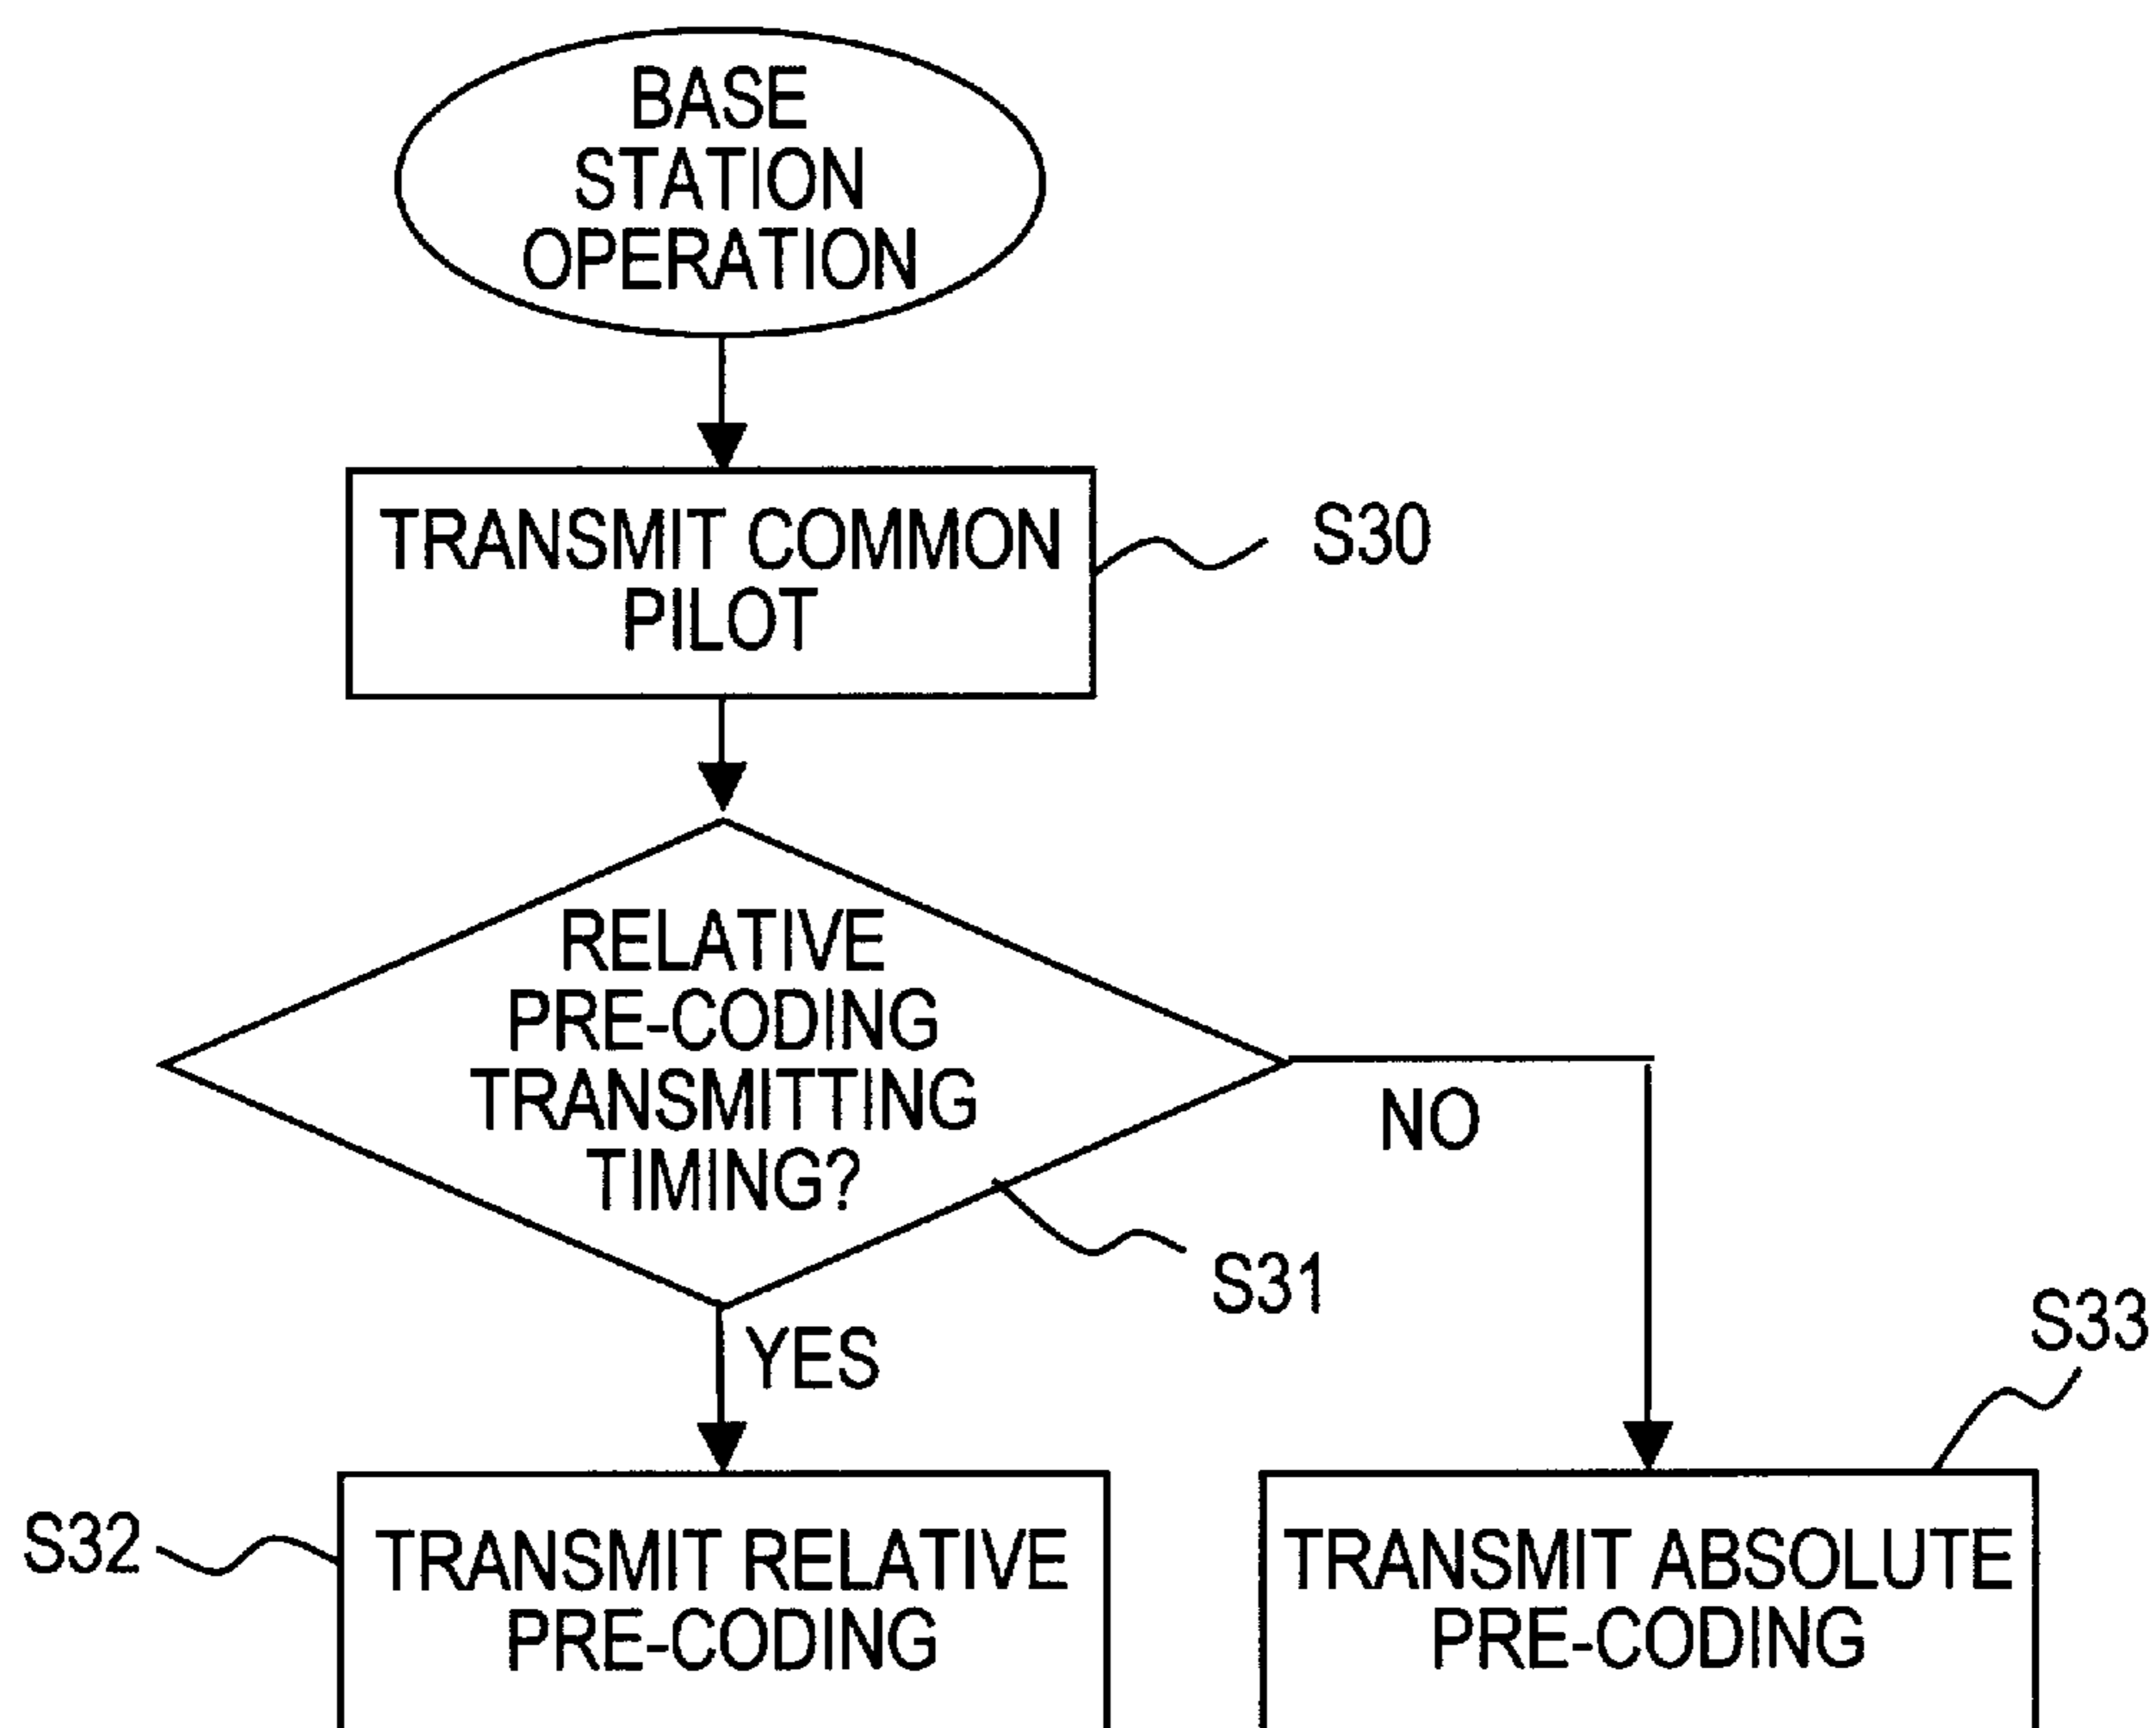 BASE
STATION
OPERATION
TRANSMIT COMMON
PILOT
S30
RELATIVE
PRE-CODING
TRANSMITTING
TIMING?
NO
S31
YES
S33
S32
TRANSMIT RELATIVE
PRE-CODING
TRANSMIT ABSOLUTE
PRE-CODING